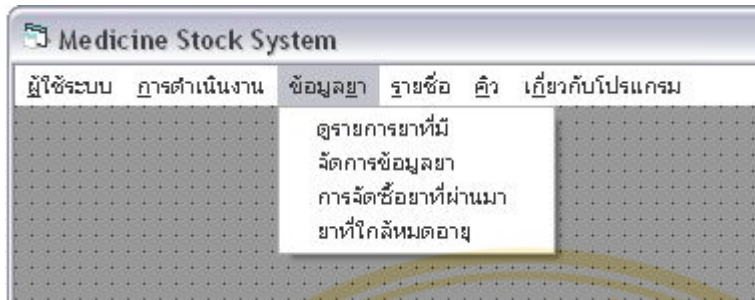 Medicine Stock System
ผู้ใช้ระบบ การดำเนินงาน ข้อมูลยา รายชื่อ คิว เกี่ยวกับโปรแกรม
ดูรายการยาที่มี
จัดการข้อมูลยา
การจัดซื้อยาที่ผ่านมา
ยาที่ใกล้หมดอายุ